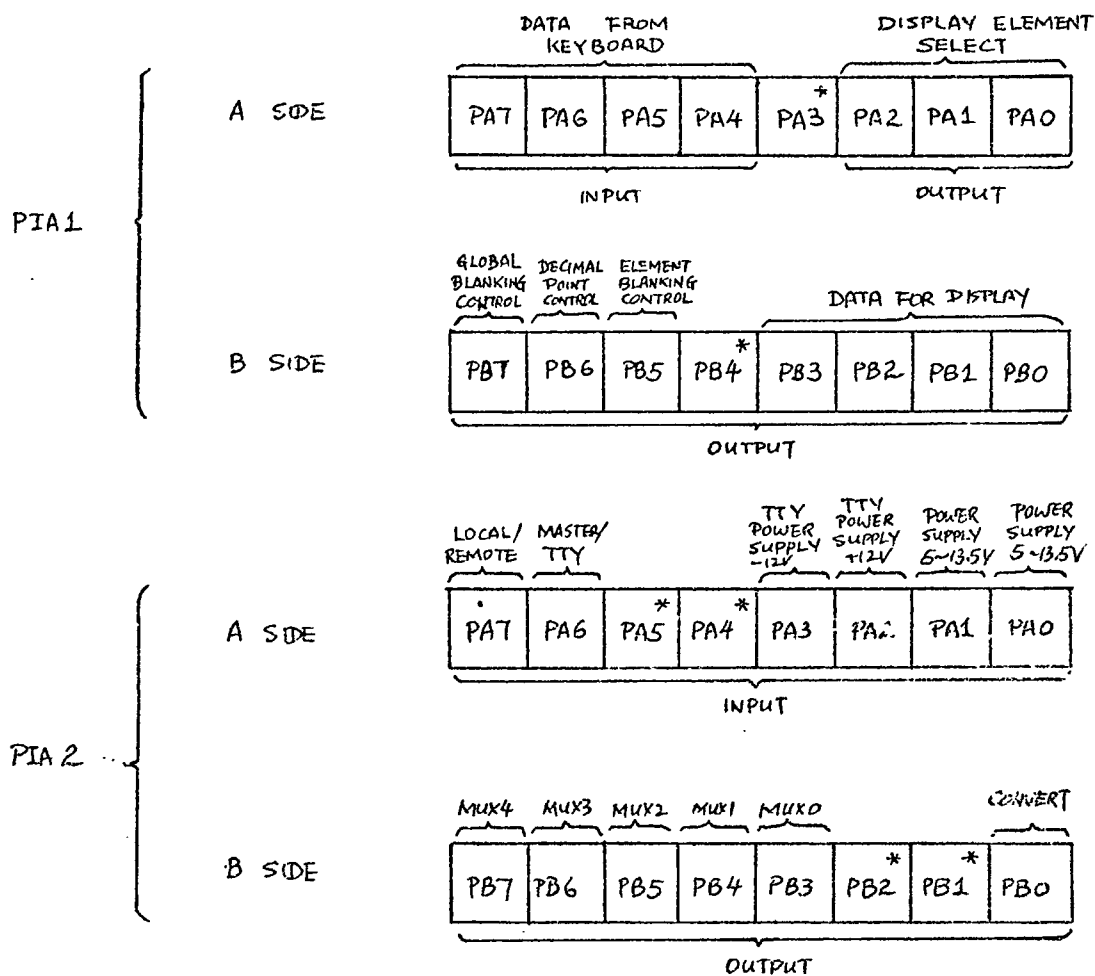 DATA FROM
KEYBOARD
DISPLAY ELEMENT
SELECT
A SIDE
PA7 PA6 PA5 PA4 PA3* PA2 PA1 PA0
INPUT
OUTPUT
PIA1
GLOBAL
BLANKING
CONTROL
DECIMAL
POINT
CONTROL
ELEMENT
BLANKING
CONTROL
DATA FOR DISPLAY
B SIDE
PB7 PB6 PB5 PB4* PB3 PB2 PB1 PB0
OUTPUT
LOCAL/
REMOTE
MASTER/
TTY
TTY
POWER
SUPPLY
-12V
TTY
POWER
SUPPLY
+12V
POWER
SUPPLY
5~13.5V
POWER
SUPPLY
5~13.5V
A SIDE
PA7 PA6 PA5* PA4* PA3 PA2 PA1 PA0
INPUT
PIA 2
MUX4 MUX3 MUX2 MUX1 MUX0 CONVERT
B SIDE
PB7 PB6 PB5 PB4 PB3 PB2* PB1* PB0
OUTPUT